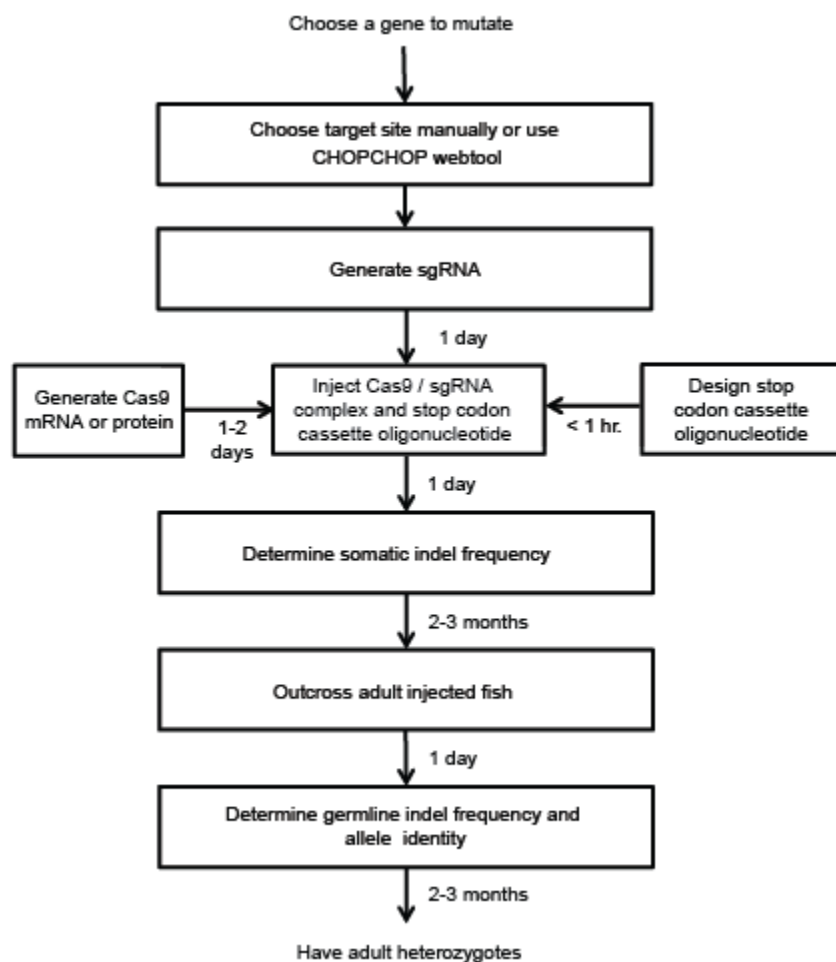 Choose a gene to mutate
Choose target site manually or use
CHOPCHOP webtool
Generate sgRNA
1 day
Generate Cas9
mRNA or protein
1-2
days
Inject Cas9 / sgRNA
complex and stop codon
cassette oligonucleotide
< 1 hr.
Design stop
codon cassette
oligonucleotide
1 day
Determine somatic indel frequency
2-3 months
Outcross adult injected fish
1 day
Determine germline indel frequency and
allele identity
2-3 months
Have adult heterozygotes